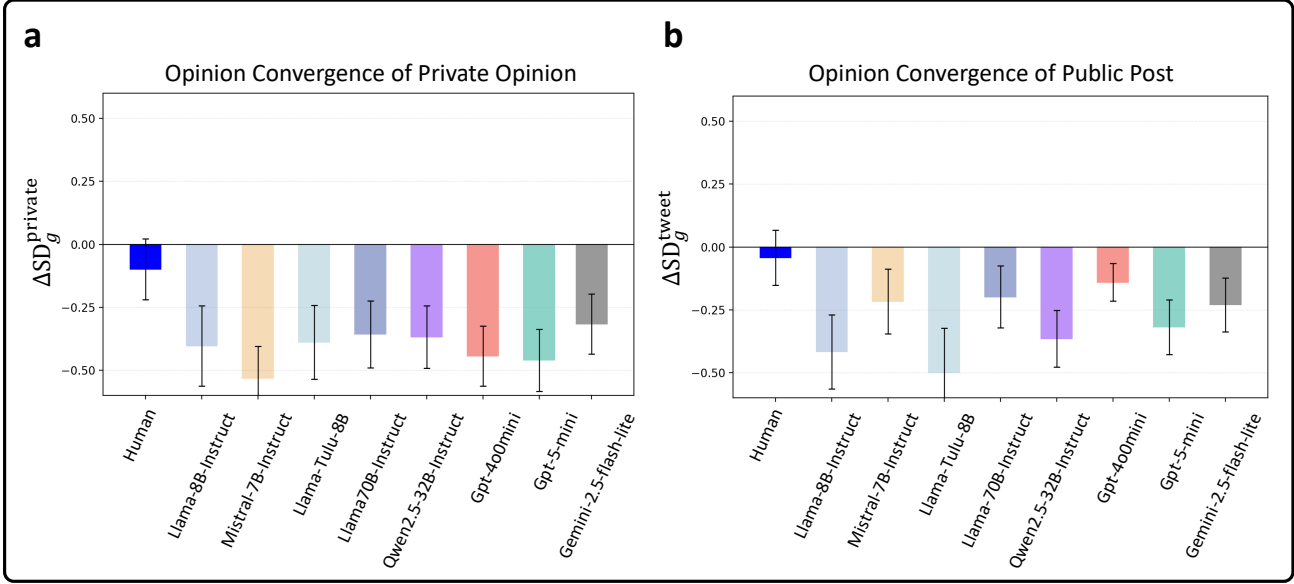 a
Opinion Convergence of Private Opinion
0.50
0.25
0.00
−0.25
−0.50
ΔSD_g^private
Human
Llama-8B-Instruct
Mistral-7B-Instruct
Llama-Tulu-8B
Llama70B-Instruct
Qwen2.5-32B-Instruct
Gpt-4o0mini
Gpt-5-mini
Gemini-2.5-flash-lite
b
Opinion Convergence of Public Post
0.50
0.25
0.00
−0.25
−0.50
ΔSD_g^tweet
Human
Llama-8B-Instruct
Mistral-7B-Instruct
Llama-Tulu-8B
Llama-70B-Instruct
Qwen2.5-32B-Instruct
Gpt-4o0mini
Gpt-5-mini
Gemini-2.5-flash-lite